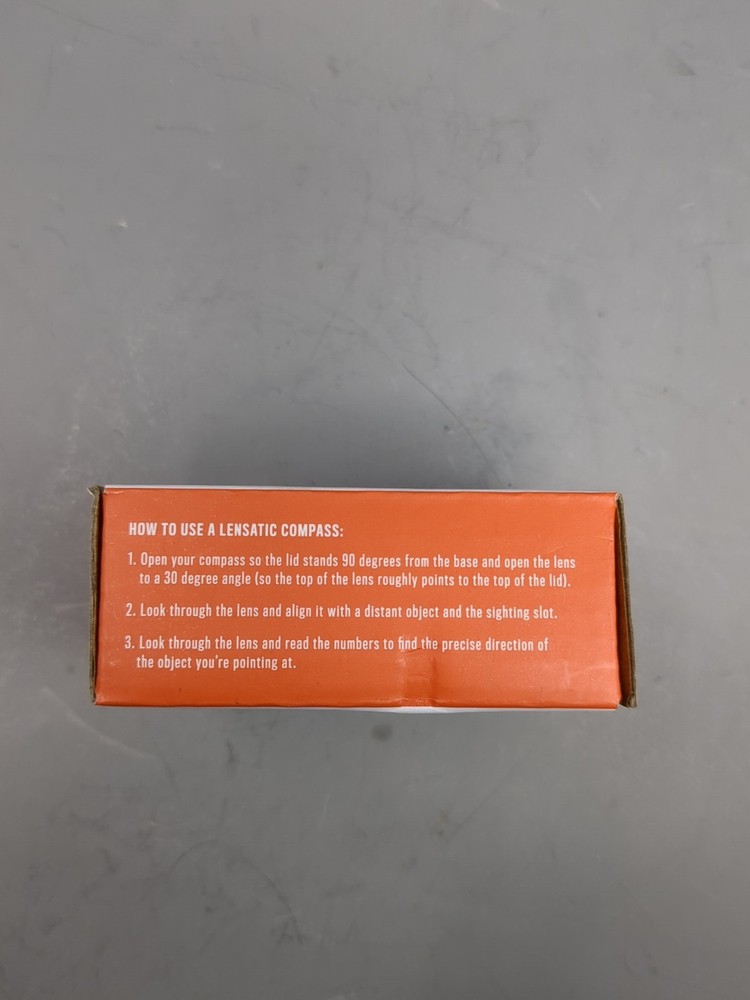 HOW TO USE A LENSATIC COMPASS:
1. Open your compass so the lid stands 90 degrees from the base and open the lens
to a 30 degree angle (so the top of the lens roughly points to the top of the lid).
2. Look through the lens and align it with a distant object and the sighting slot.
3. Look through the lens and read the numbers to find the precise direction of
the object you're pointing at.